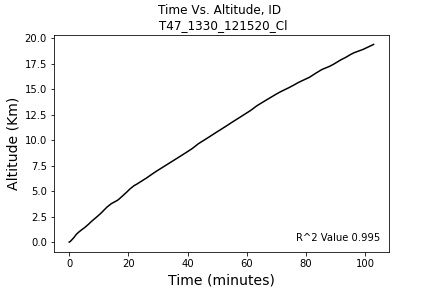 Time Vs. Altitude, ID
T47_1330_121520_Cl
Altitude (Km)
20.0
17.5
15.0
12.5
10.0
7.5
5.0
2.5
0.0
R^2 Value 0.995
0 20 40 60 80 100
Time (minutes)